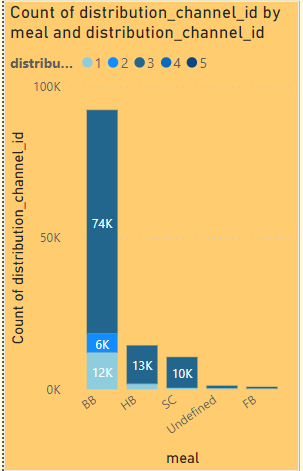 Count of distribution_channel_id by
meal and distribution_channel_id
distribu... 1 2 3 4 5
100K
50K
0K
Count of distribution_channel_id
74K
6K
12K
13K
10K
BB
HB
SC
Undefined
FB
meal